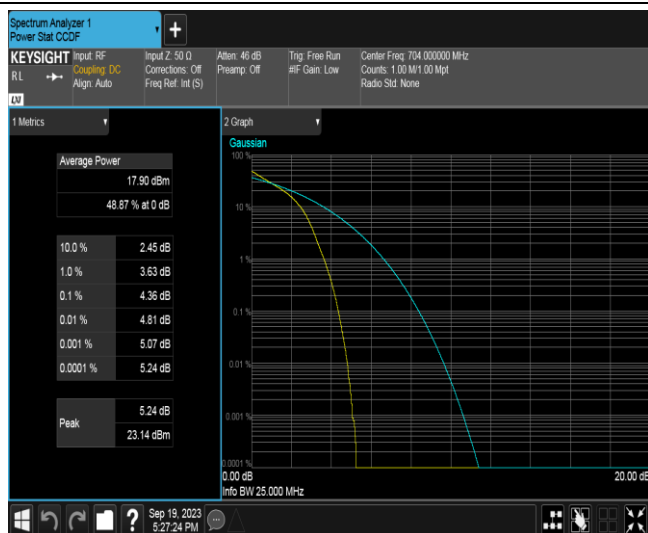 Spectrum Analyzer 1
Power Stat CCDF
+
KEYSIGHT
R L
LXI
Input: RF
Coupling: DC
Align: Auto
Input Z: 50 Ω
Corrections: Off
Freq Ref: Int (S)
Atten: 46 dB
Preamp: Off
Trig: Free Run
#IF Gain: Low
Center Freq: 704.000000 MHz
Counts: 1.00 M/1.00 Mpt
Radio Std: None
1 Metrics
Average Power
17.90 dBm
48.87 % at 0 dB
10.0 % 2.45 dB
1.0 % 3.63 dB
0.1 % 4.36 dB
0.01 % 4.81 dB
0.001 % 5.07 dB
0.0001 % 5.24 dB
Peak
5.24 dB
23.14 dBm
2 Graph
Gaussian
100 %
10 %
1 %
0.1 %
0.01 %
0.001 %
0.0001 %
0.00 dB
20.00 dB
Info BW 25.000 MHz
?
Sep 19, 2023
5:27:24 PM